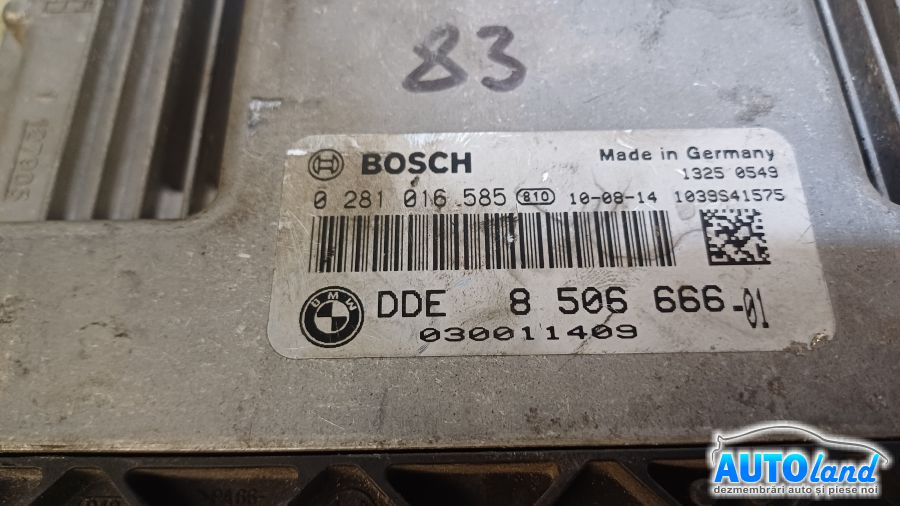 83
BOSCH
Made in Germany
1325 0549
0 281 016 585 810 10-08-14 1039S41575
BMW
DDE 8 506 666-01
030011409
AUTOland
dezmembrări auto și piese noi